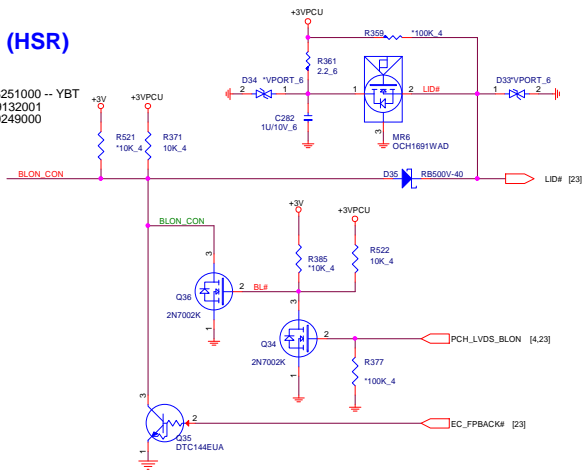 +3VPCU
(HSR)
R359 *100K_4
R361
2.2_6
D34 *VPORT_6
2 1
1 2 LID#
D33*VPORT_6
1 2
251000 -- YBT
132001
249000
+3V +3VPCU
C282
1U/10V_6
3
MR6
OCH1691WAD
R521
*10K_4
R371
10K_4
BLON_CON
D35 RB500V-40
LID# [23]
+3V
+3VPCU
BLON_CON
3
R385
*10K_4
R522
10K_4
2 BL#
Q36
2N7002K
1
3
Q34
2N7002K
2
PCH_LVDS_BLON [4,23]
1
R377
*100K_4
3
2
EC_FPBACK# [23]
Q35
DTC144EUA
1